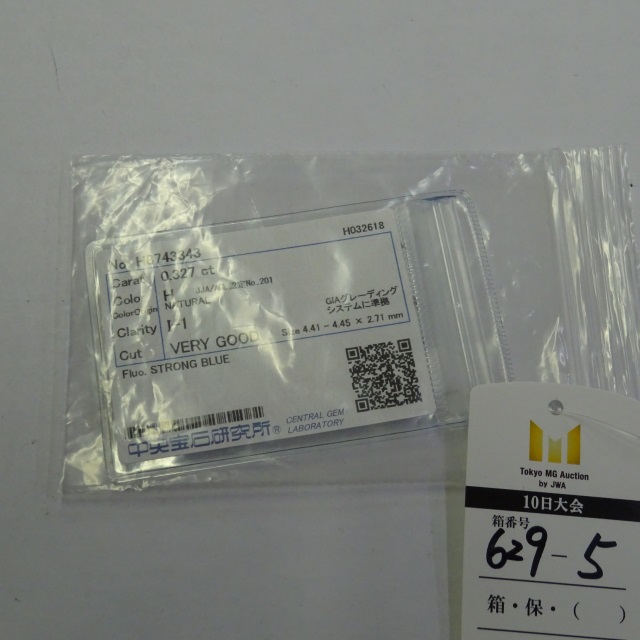 H032618
No. HD743343
Carat 0.327 ct
Color H
Color Origin NATURAL
Clarity I-1
GIAグレーディング
システムに準拠
Cut VERY GOOD Size 4.41 - 4.45 × 2.71 mm
Fluo. STRONG BLUE
中央宝石研究所® CENTRAL GEM
LABORATORY
Tokyo MG Auction
by JWA
10日大会
箱番号
629-5
箱・保・( )